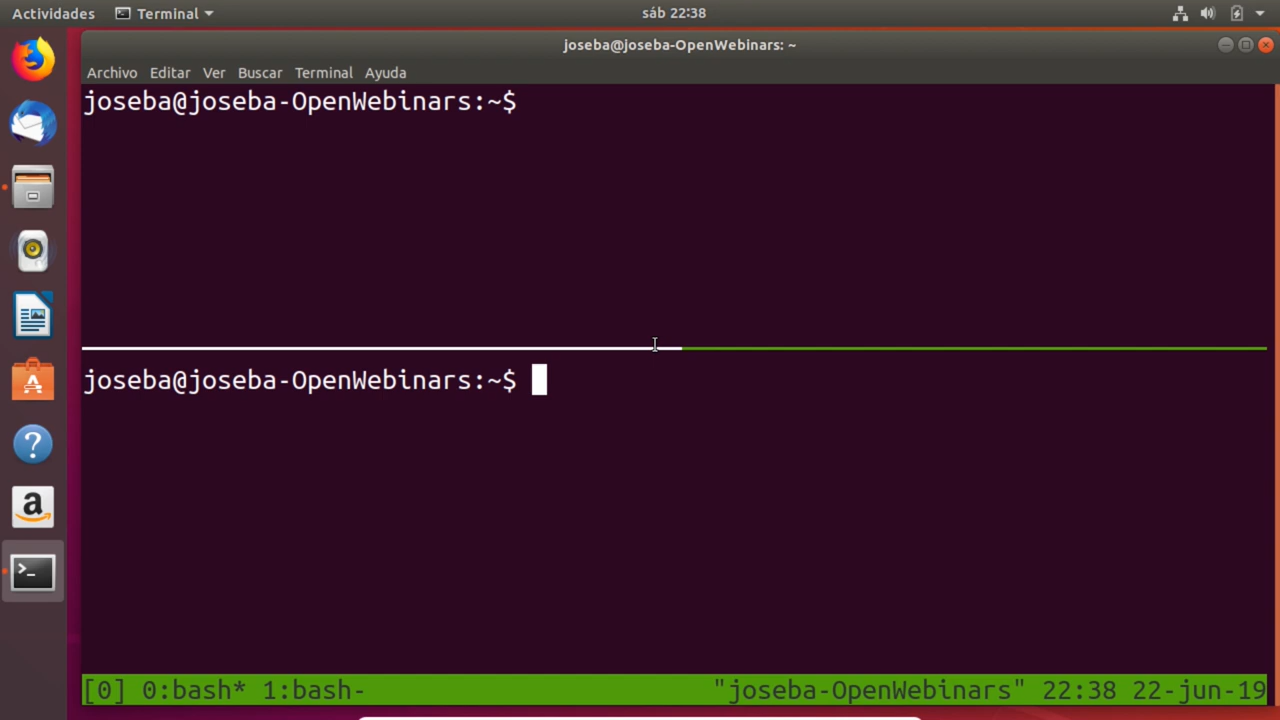 Actividades Terminal sáb 22:38
joseba@joseba-OpenWebinars: ~
Archivo Editar Ver Buscar Terminal Ayuda
joseba@joseba-OpenWebinars:~$
joseba@joseba-OpenWebinars:~$
[0] 0:bash* 1:bash- "joseba-OpenWebinars" 22:38 22-jun-19